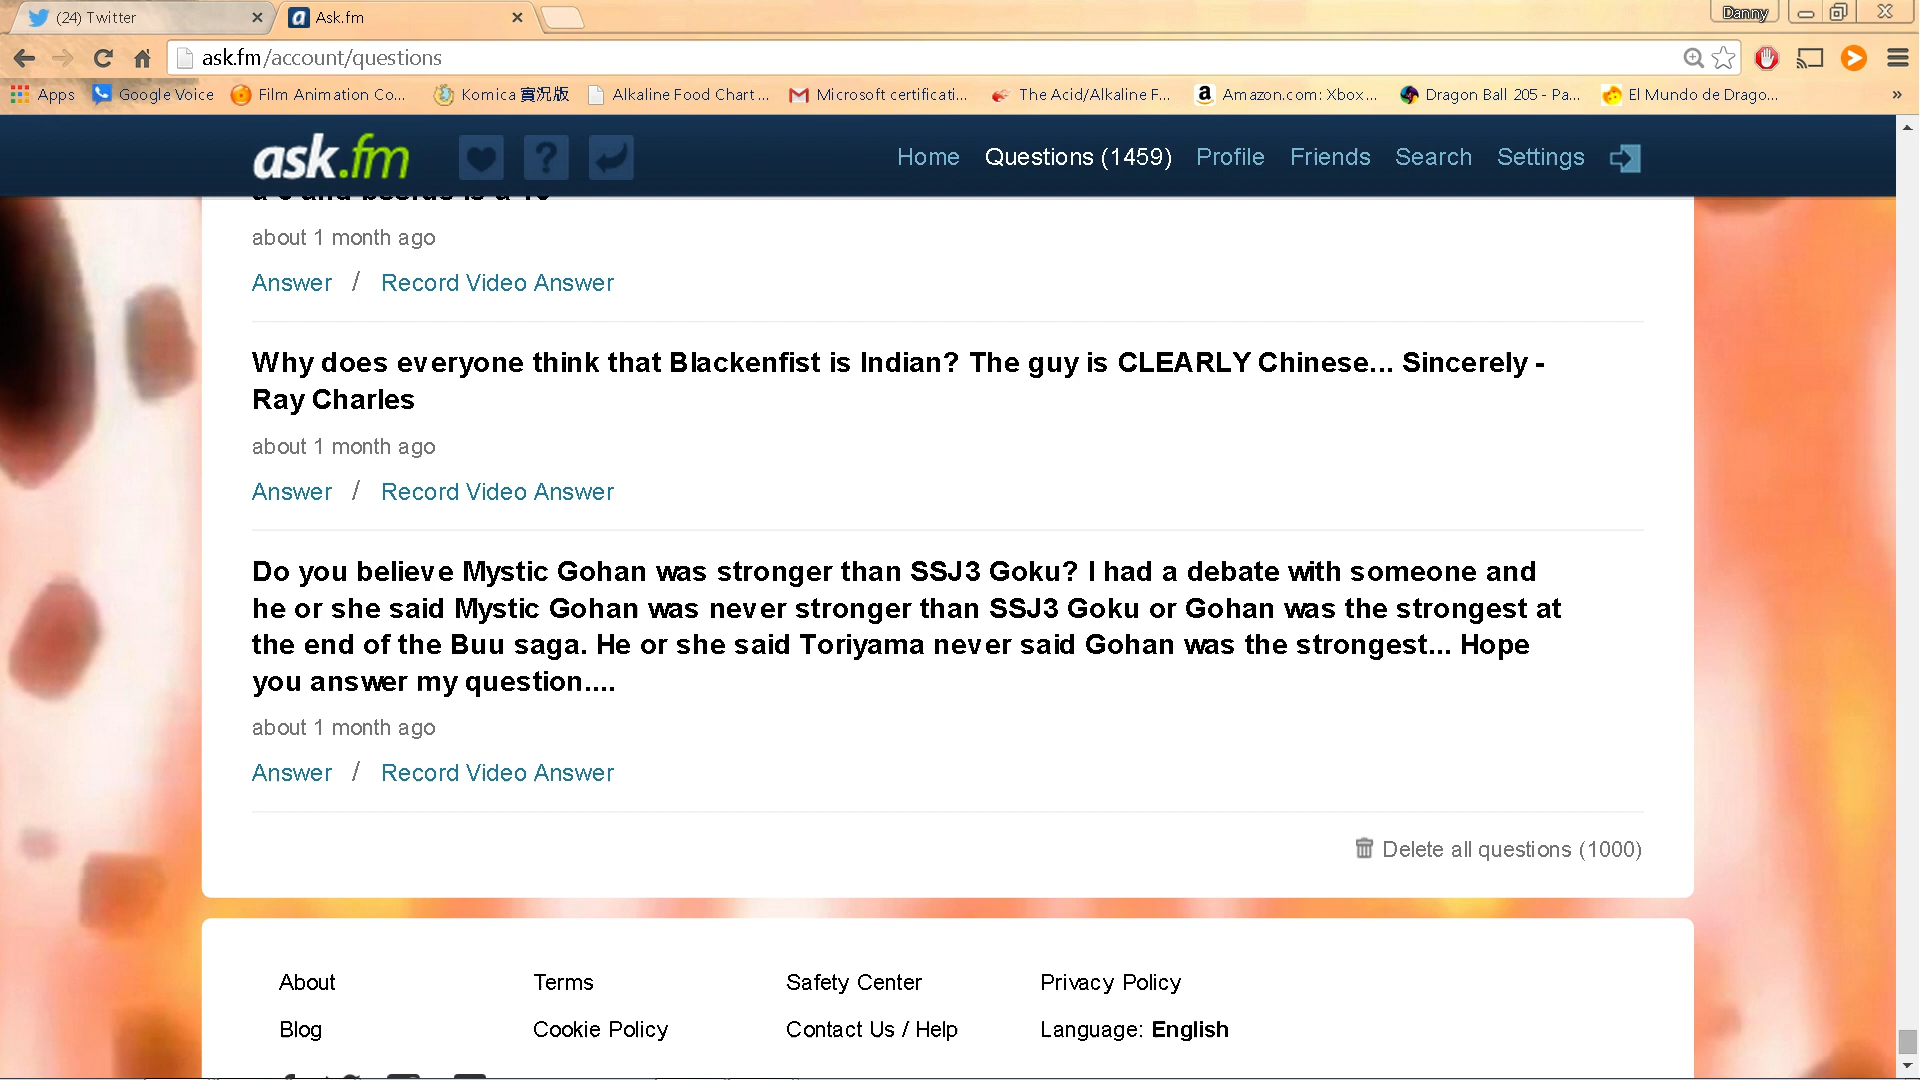 (24) Twitter
Ask.fm
Danny
ask.fm/account/questions
Apps
Google Voice
Film Animation Co...
Komica 實況版
Alkaline Food Chart ...
Microsoft certificati...
The Acid/Alkaline F...
Amazon.com: Xbox...
Dragon Ball 205 - Pa...
El Mundo de Drago...
»
ask.fm
Home
Questions (1459)
Profile
Friends
Search
Settings
about 1 month ago
Answer / Record Video Answer
Why does everyone think that Blackenfist is Indian? The guy is CLEARLY Chinese... Sincerely -
Ray Charles
about 1 month ago
Answer / Record Video Answer
Do you believe Mystic Gohan was stronger than SSJ3 Goku? I had a debate with someone and
he or she said Mystic Gohan was never stronger than SSJ3 Goku or Gohan was the strongest at
the end of the Buu saga. He or she said Toriyama never said Gohan was the strongest... Hope
you answer my question....
about 1 month ago
Answer / Record Video Answer
Delete all questions (1000)
About
Terms
Safety Center
Privacy Policy
Blog
Cookie Policy
Contact Us / Help
Language: English